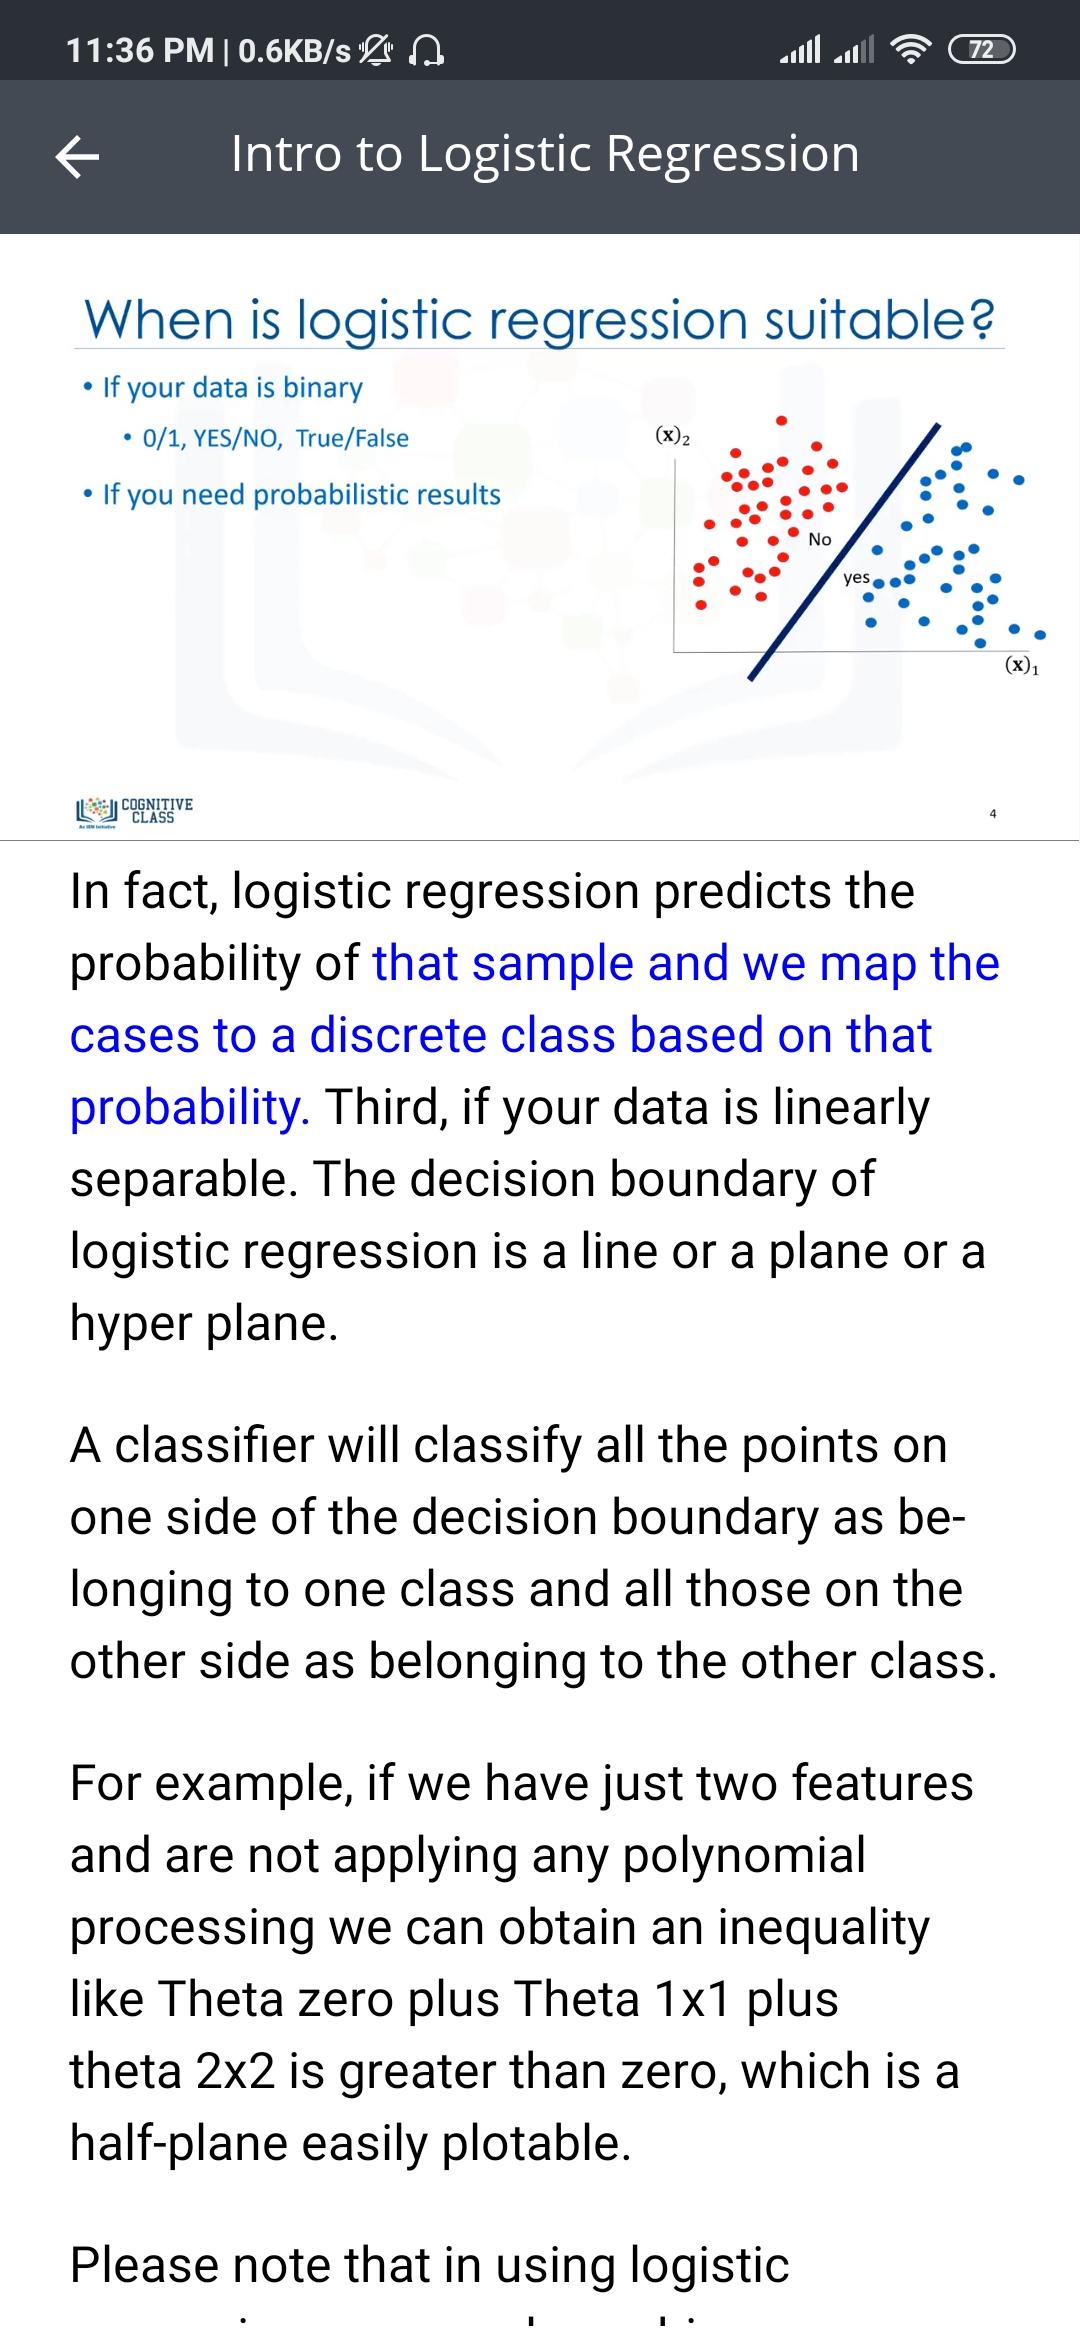 11:36 PM | 0.6KB/s
72
Intro to Logistic Regression
When is logistic regression suitable?
• If your data is binary
• 0/1, YES/NO, True/False
• If you need probabilistic results
(x)2
No
yes
(x)1
COGNITIVE
CLASS
An IBM Initiative
4
In fact, logistic regression predicts the
probability of that sample and we map the
cases to a discrete class based on that
probability. Third, if your data is linearly
separable. The decision boundary of
logistic regression is a line or a plane or a
hyper plane.
A classifier will classify all the points on
one side of the decision boundary as be-
longing to one class and all those on the
other side as belonging to the other class.
For example, if we have just two features
and are not applying any polynomial
processing we can obtain an inequality
like Theta zero plus Theta 1x1 plus
theta 2x2 is greater than zero, which is a
half-plane easily plotable.
Please note that in using logistic